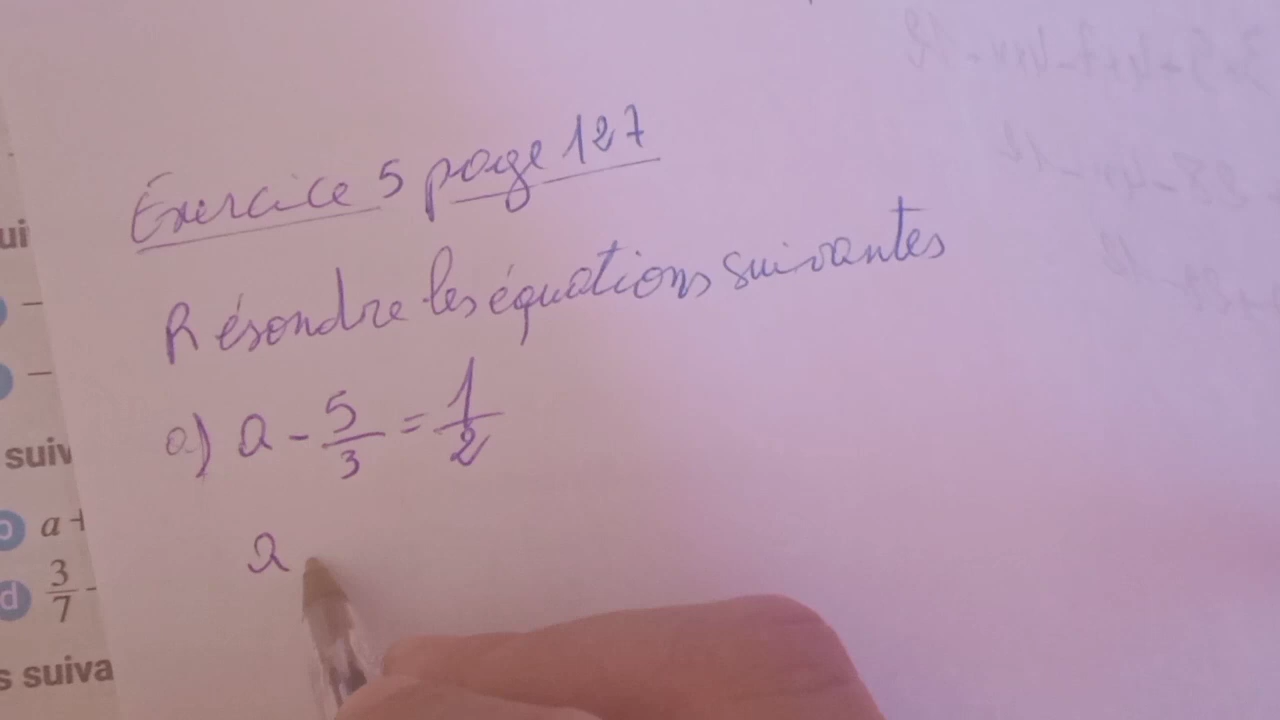 Exercice 5 page 127
Résoudre les équations suivantes
a) a - 5/3 = 1/2
a
ui
suiv
a +
d 3/7 -
s suiva